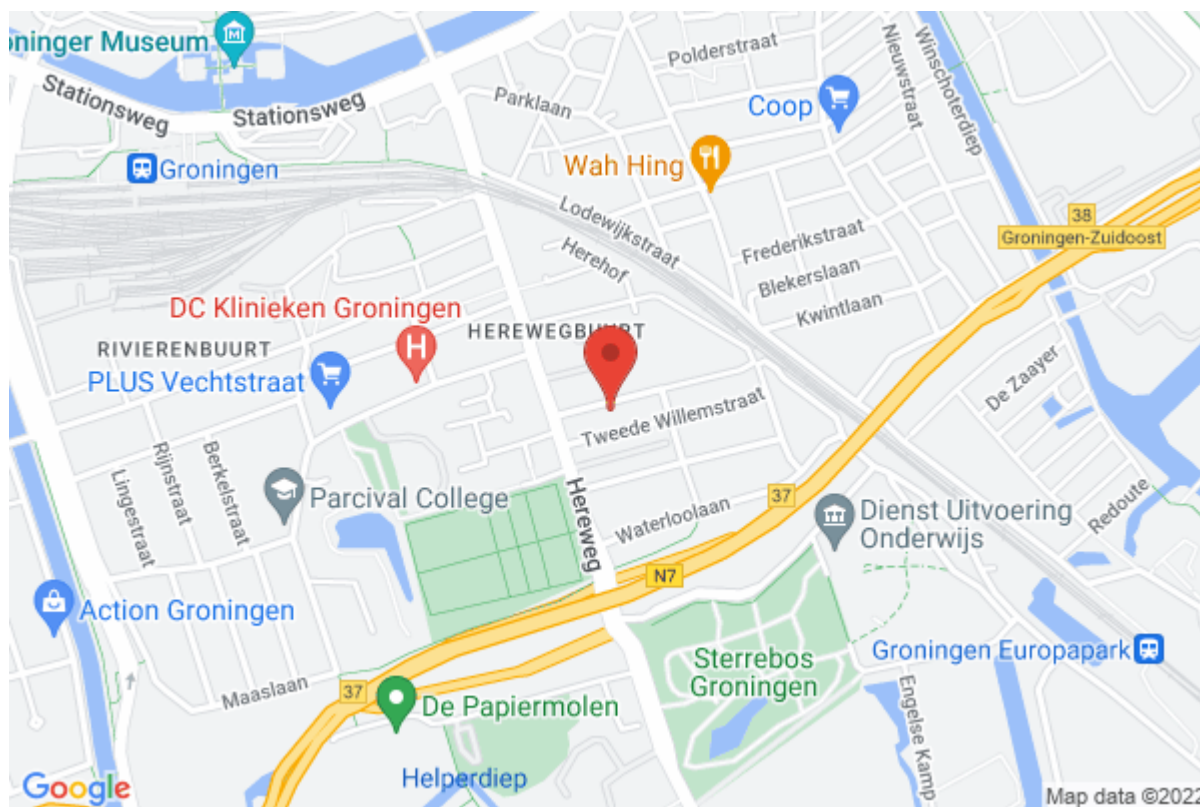 oninger Museum
Stationsweg
Stationsweg
Groningen
Parklaan
Polderstraat
Nieuwstraat
Winschoterdiep
Coop
Wah Hing
Lodewijkstraat
Herehof
Frederikstraat
Blekerslaan
Kwintlaan
38
Groningen-Zuidoost
DC Klinieken Groningen
HEREWEGBUURT
RIVIERENBUURT
PLUS Vechtstraat
De Zaayer
Tweede Willemstraat
Lingestraat
Rijnstraat
Berkelstraat
Parcival College
Hereweg
Waterloolaan
37
Dienst Uitvoering
Onderwijs
Redoute
N7
Action Groningen
Sterrebos
Groningen
Groningen Europapark
Engelse Kamp
Maaslaan
37
De Papiermolen
Helperdiep
Google
Map data ©2022